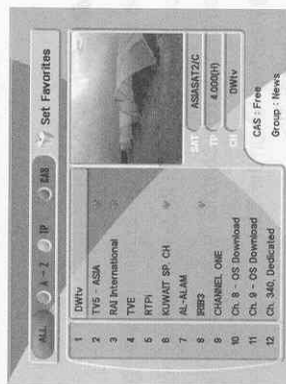 Set Favorites
ALL A - Z TP CAS
1 DWtv
2 TV5 - ASIA
3 RAI International
4 TVE
5 RTPi
6 KUWAIT SP. CH
7 AL-ALAM
8 IRIB3
9 CHANNEL ONE
10 Ch. 8 - OS Download
11 Ch. 9 - OS Download
12 Ch. 340, Dedicated
SAT ASIASAT2/C
TP 4.000(H)
CH DWtv
CAS : Free
Group : News